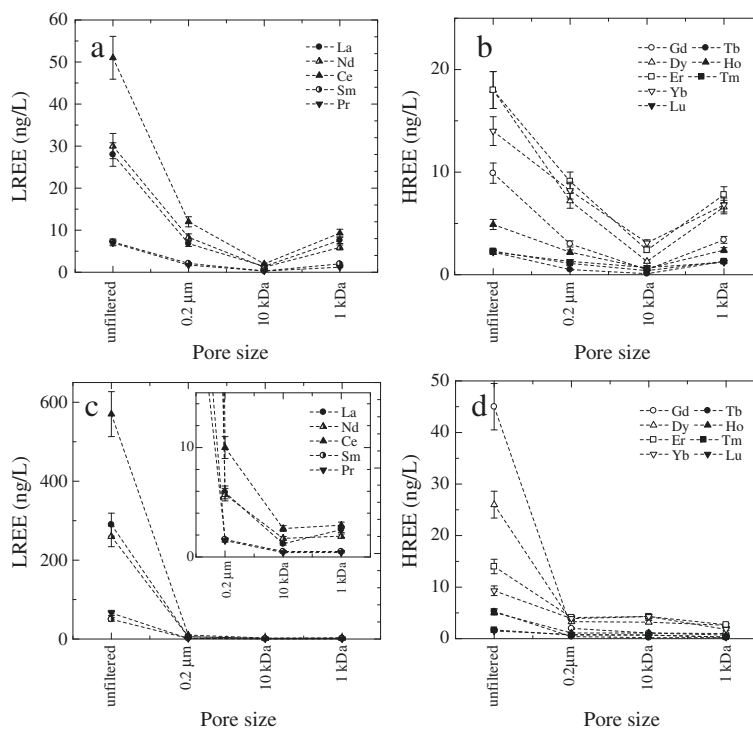 a
LREE (ng/L)
60
50
40
30
20
10
0
La
Nd
Ce
Sm
Pr
unfiltered
0.2 μm
10 kDa
1 kDa
Pore size
b
HREE (ng/L)
20
10
0
Gd Tb
Dy Ho
Er Tm
Yb
Lu
unfiltered
0.2 μm
10 kDa
1 kDa
Pore size
c
LREE (ng/L)
600
400
200
0
10
0
0.2 μm
10 kDa
1 kDa
La
Nd
Ce
Sm
Pr
unfiltered
0.2 μm
10 kDa
1 kDa
Pore size
d
HREE (ng/L)
50
40
30
20
10
0
Gd Tb
Dy Ho
Er Tm
Yb Lu
unfiltered
0.2μm
10 kDa
1 kDa
Pore size